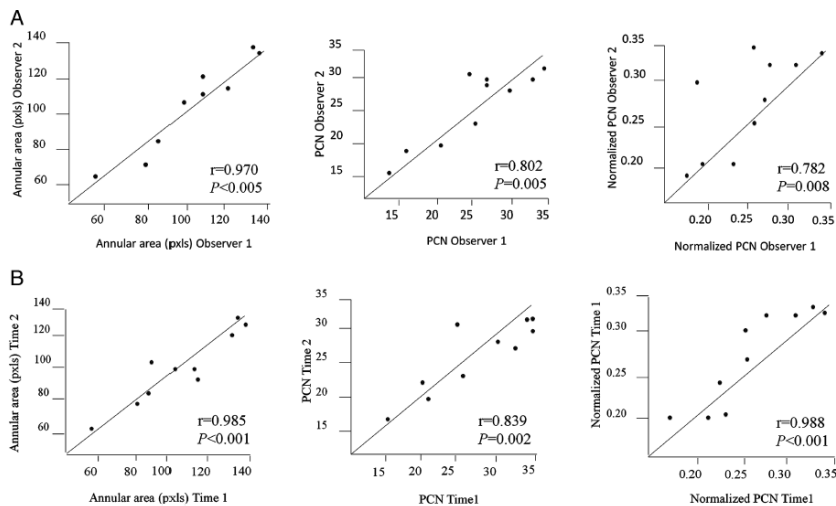 A
Annular area (pxls) Observer 2
140
120
100
80
60
r=0.970
P<0.005
60 80 100 120 140
Annular area (pxls) Observer 1
PCN Observer 2
35
30
25
20
15
r=0.802
P=0.005
15 20 25 30 35
PCN Observer 1
Normalized PCN Observer 2
0.35
0.30
0.25
0.20
r=0.782
P=0.008
0.20 0.25 0.30 0.35
Normalized PCN Observer 1
B
Annular area (pxls) Time 2
140
120
100
80
60
r=0.985
P<0.001
60 80 100 120 140
Annular area (pxls) Time 1
PCN Time 2
35
30
25
20
15
r=0.839
P=0.002
15 20 25 30 35
PCN Time1
Normalized PCN Time 1
0.35
0.30
0.25
0.20
r=0.988
P<0.001
0.20 0.25 0.30 0.35
Normalized PCN Time1